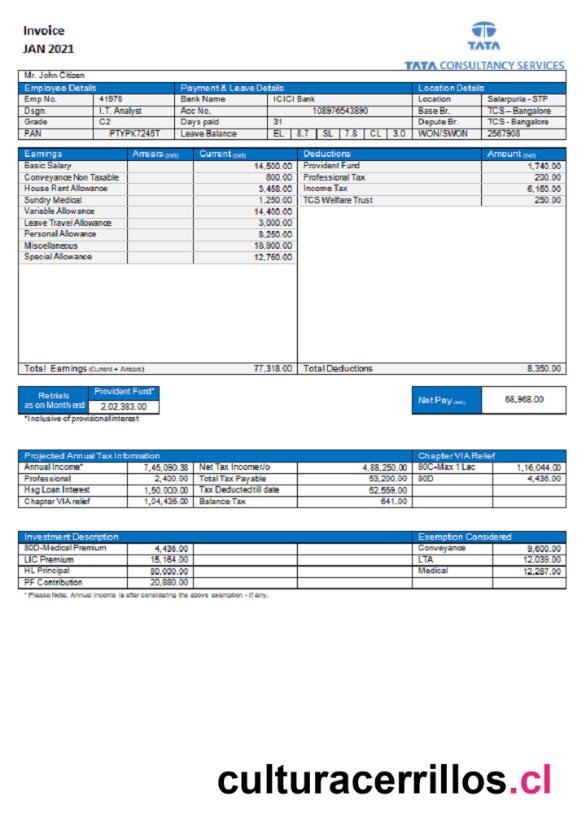 Invoice
JAN 2021
TATA
TATA CONSULTANCY SERVICES
Mr. John Citizen
Employee Details Payment & Leave Details Location Details
Emp No. 41978 Bank Name ICICI Bank Location Salarpuria - STP
Dsgn. I.T. Analyst Acc No. 108976543890 Base Br. TCS – Bangalore
Grade C2 Days paid 31 Depute Br. TCS - Bangalore
PAN PTYPK7245T Leave Balance EL 8.7 SL 7.8 CL 3.0 WON/SWON 2567908
Earnings Arrears (INR) Current (INR) Deductions Amount (INR)
Basic Salary 14,500.00 Provident Fund 1,740.00
Conveyance Non Taxable 800.00 Professional Tax 200.00
House Rent Allowance 3,458.00 Income Tax 6,160.00
Sundry Medical 1,250.00 TCS Welfare Trust 250.00
Variable Allowance 14,400.00
Leave Travel Allowance 3,000.00
Personal Allowance 8,250.00
Miscellaneous 18,900.00
Special Allowance 12,760.00
Total Earnings (Current + Arrears) 77,318.00 Total Deductions 8,350.00
Retrials as on Month end Provident Fund* 2,02,383.00 Net Pay (INR) 68,968.00
*Inclusive of provisional interest
Projected Annual Tax Information Chapter VIA Relief
Annual Income* 7,45,090.38 Net Tax Income r/o 4,88,250.00 80C-Max 1 Lac 1,16,044.00
Professional 2,400.00 Total Tax Payable 53,200.00 80D 4,436.00
Hsg Loan Interest 1,50,000.00 Tax Deducted till date 52,559.00
Chapter VIA relief 1,04,436.00 Balance Tax 641.00
Investment Description Exemption Considered
80D-Medical Premium 4,436.00 Conveyance 9,600.00
LIC Premium 15,164.00 LTA 12,039.00
HL Principal 80,000.00 Medical 12,287.00
PF Contribution 20,880.00
* Please Note, Annual income is after considering the above exemption - if any.
culturacerrillos.cl